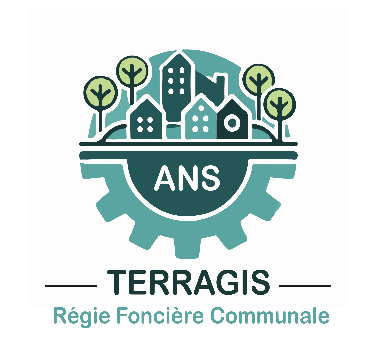 ANS
TERRAGIS
Régie Foncière Communale